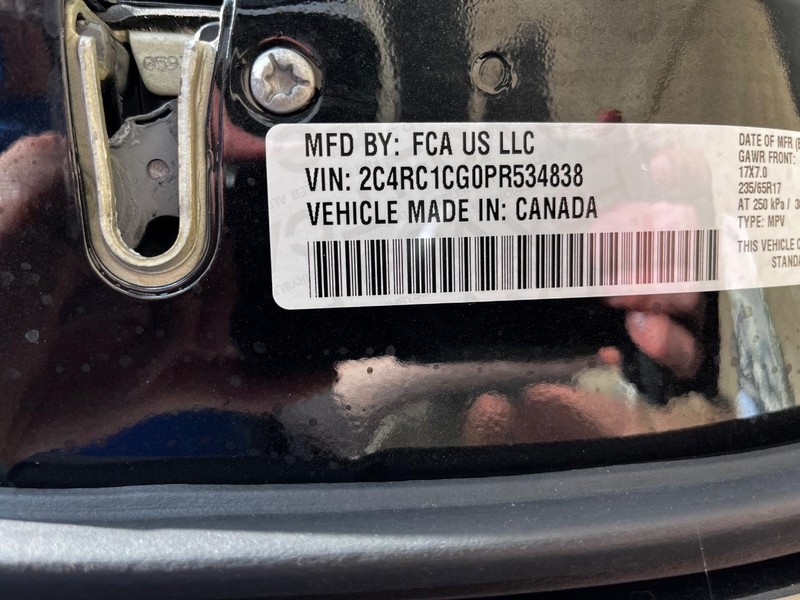 MFD BY: FCA US LLC
VIN: 2C4RC1CG0PR534838
VEHICLE MADE IN: CANADA
DATE OF MFR
GAWR FRONT:
17X7.0
235/65R17
AT 250 kPa /
TYPE: MPV
THIS VEHICLE